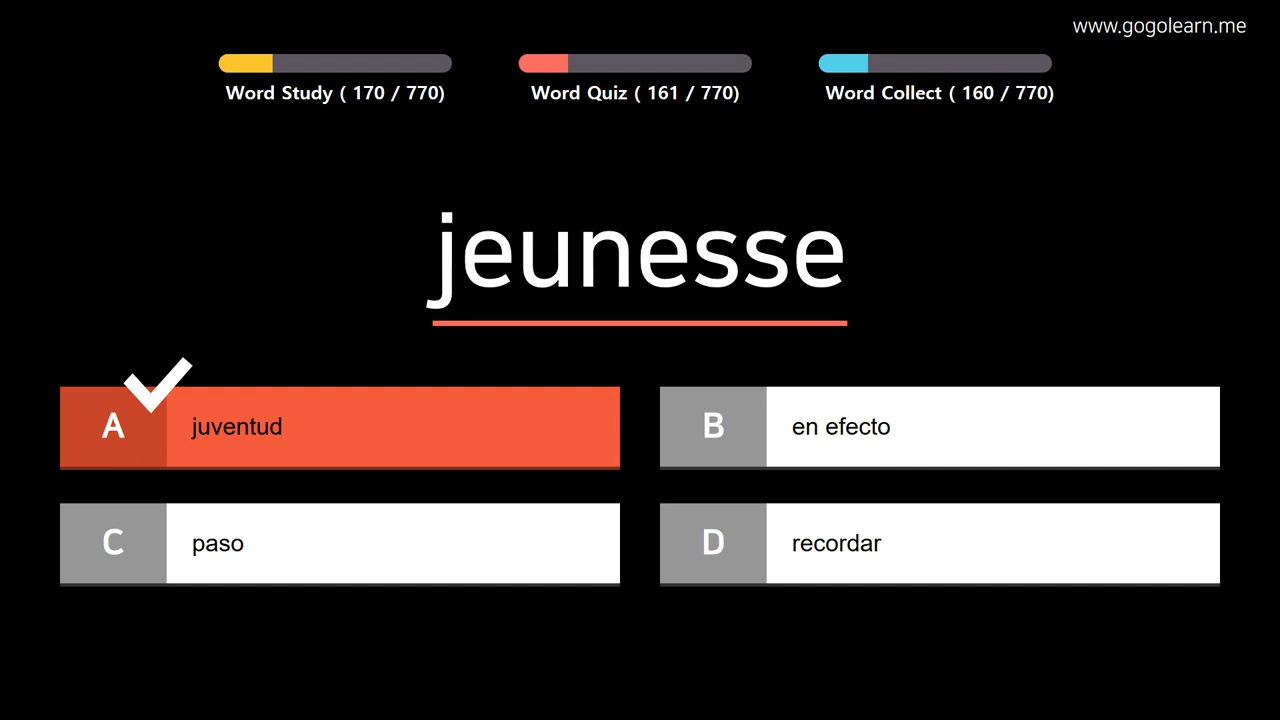 www.gogolearn.me
Word Study ( 170 / 770)
Word Quiz ( 161 / 770)
Word Collect ( 160 / 770)
jeunesse
A juventud
B en efecto
C paso
D recordar